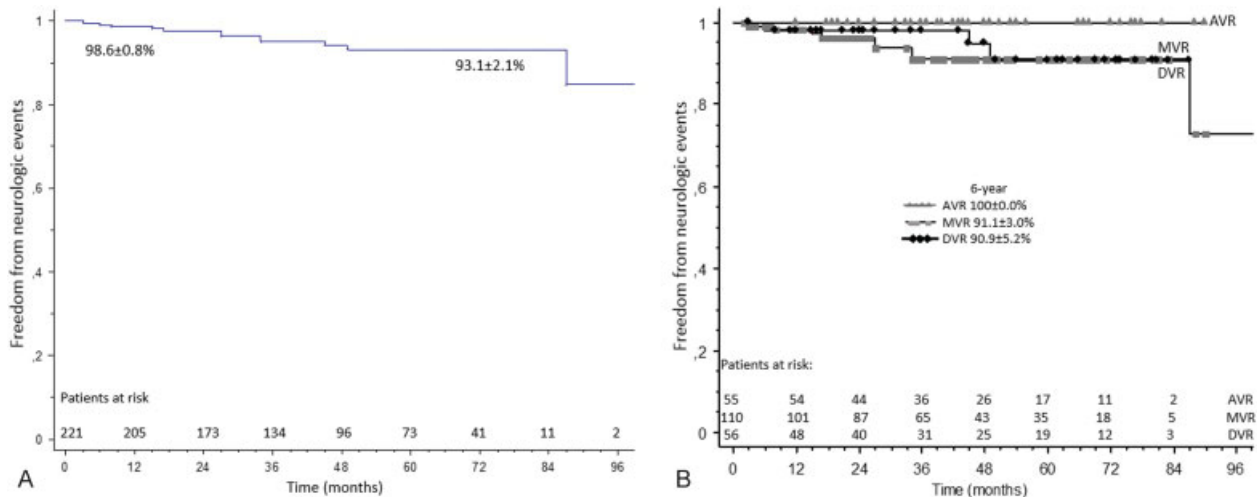 Freedom from neurologic events
1
,8
,6
,4
,2
0
98.6±0.8%
93.1±2.1%
Patients at risk
221 205 173 134 96 73 41 11 2
0 12 24 36 48 60 72 84 96
Time (months)
A
Freedom from neurologic events
1
,8
,6
,4
,2
0
AVR
MVR
DVR
6-year
AVR 100±0.0%
MVR 91.1±3.0%
DVR 90.9±5.2%
Patients at risk:
55 54 44 36 26 17 11 2 AVR
110 101 87 65 43 35 18 5 MVR
56 48 40 31 25 19 12 3 DVR
0 12 24 36 48 60 72 84 96
Time (months)
B